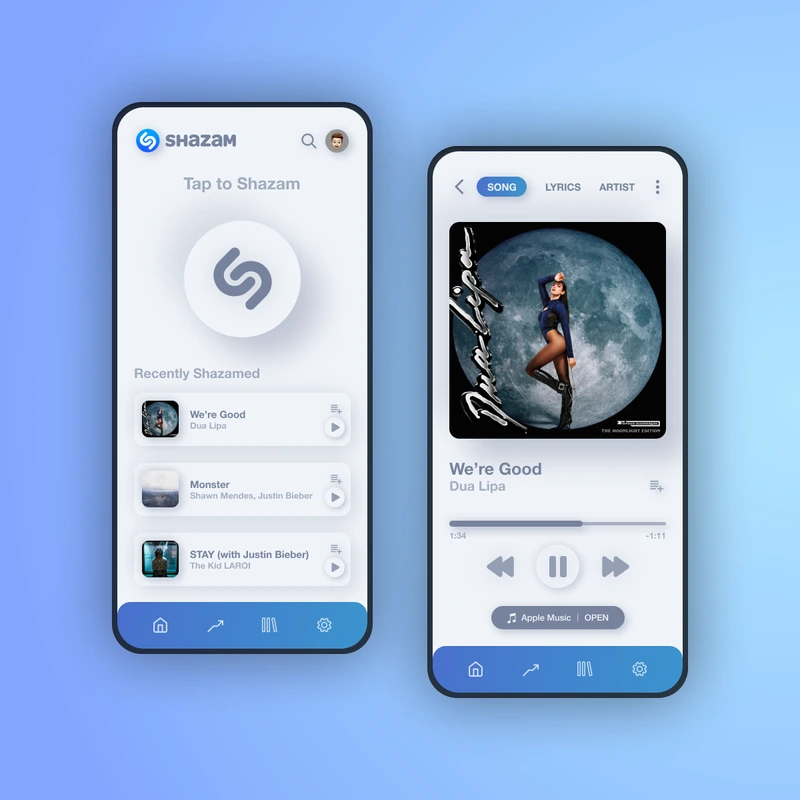 SHAZAM
Tap to Shazam
Recently Shazamed
We're Good
Dua Lipa
Monster
Shawn Mendes, Justin Bieber
STAY (with Justin Bieber)
The Kid LAROI
SONG LYRICS ARTIST
Dua Lipa
THE MOONLIGHT EDITION
We're Good
Dua Lipa
1:34 -1:11
Apple Music | OPEN